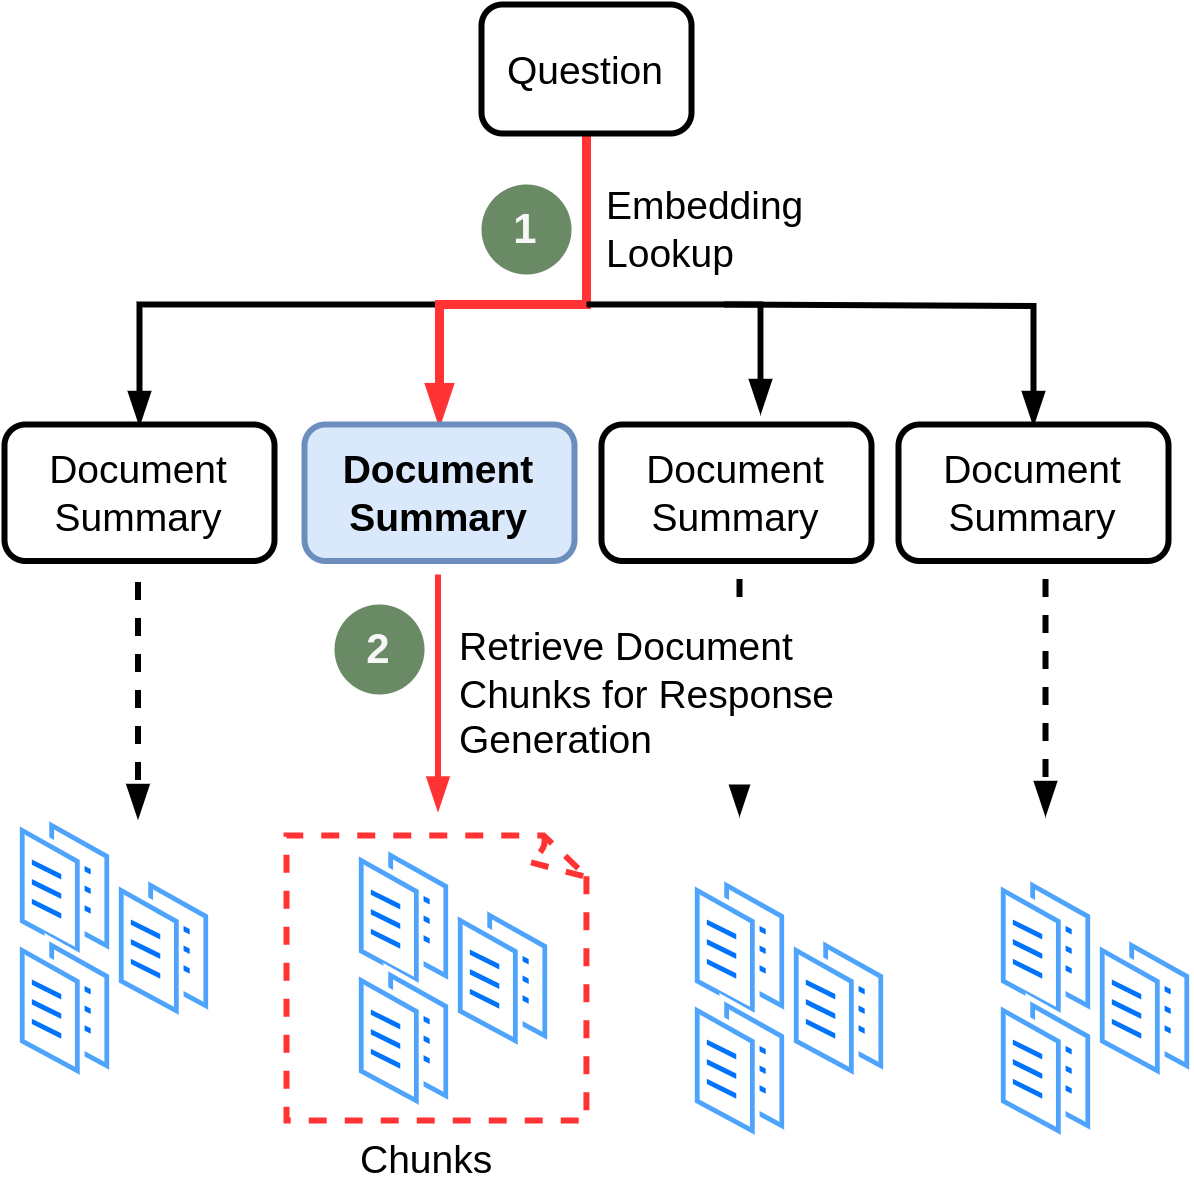 Question
1
Embedding
Lookup
Document
Summary
Document
Summary
Document
Summary
Document
Summary
2
Retrieve Document
Chunks for Response
Generation
Chunks